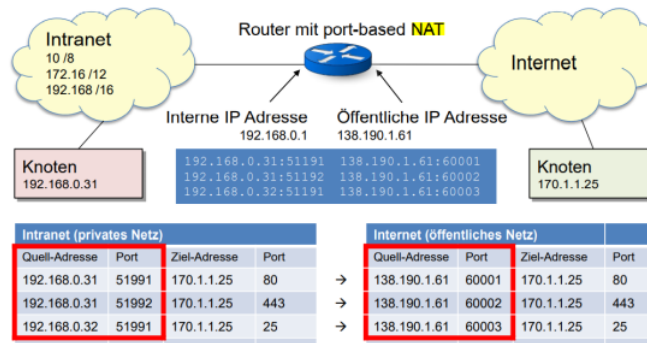 Intranet
10 /8
172.16 /12
192.168 /16
Router mit port-based NAT
Internet
Interne IP Adresse
192.168.0.1
Öffentliche IP Adresse
138.190.1.61
Knoten
192.168.0.31
192.168.0.31:51191 138.190.1.61:60001
192.168.0.31:51192 138.190.1.61:60002
192.168.0.32:51191 138.190.1.61:60003
Knoten
170.1.1.25
Intranet (privates Netz) Internet (öffentliches Netz)
Quell-Adresse Port Ziel-Adresse Port Quell-Adresse Port Ziel-Adresse Port
192.168.0.31 51991 170.1.1.25 80 → 138.190.1.61 60001 170.1.1.25 80
192.168.0.31 51992 170.1.1.25 443 → 138.190.1.61 60002 170.1.1.25 443
192.168.0.32 51991 170.1.1.25 25 → 138.190.1.61 60003 170.1.1.25 25